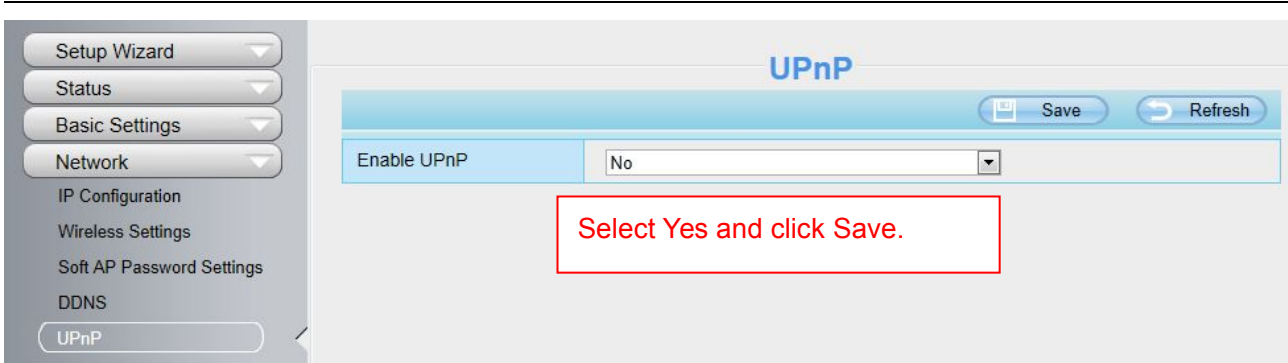 Setup Wizard
Status
Basic Settings
Network
IP Configuration
Wireless Settings
Soft AP Password Settings
DDNS
UPnP
UPnP
Save Refresh
Enable UPnP No
Select Yes and click Save.